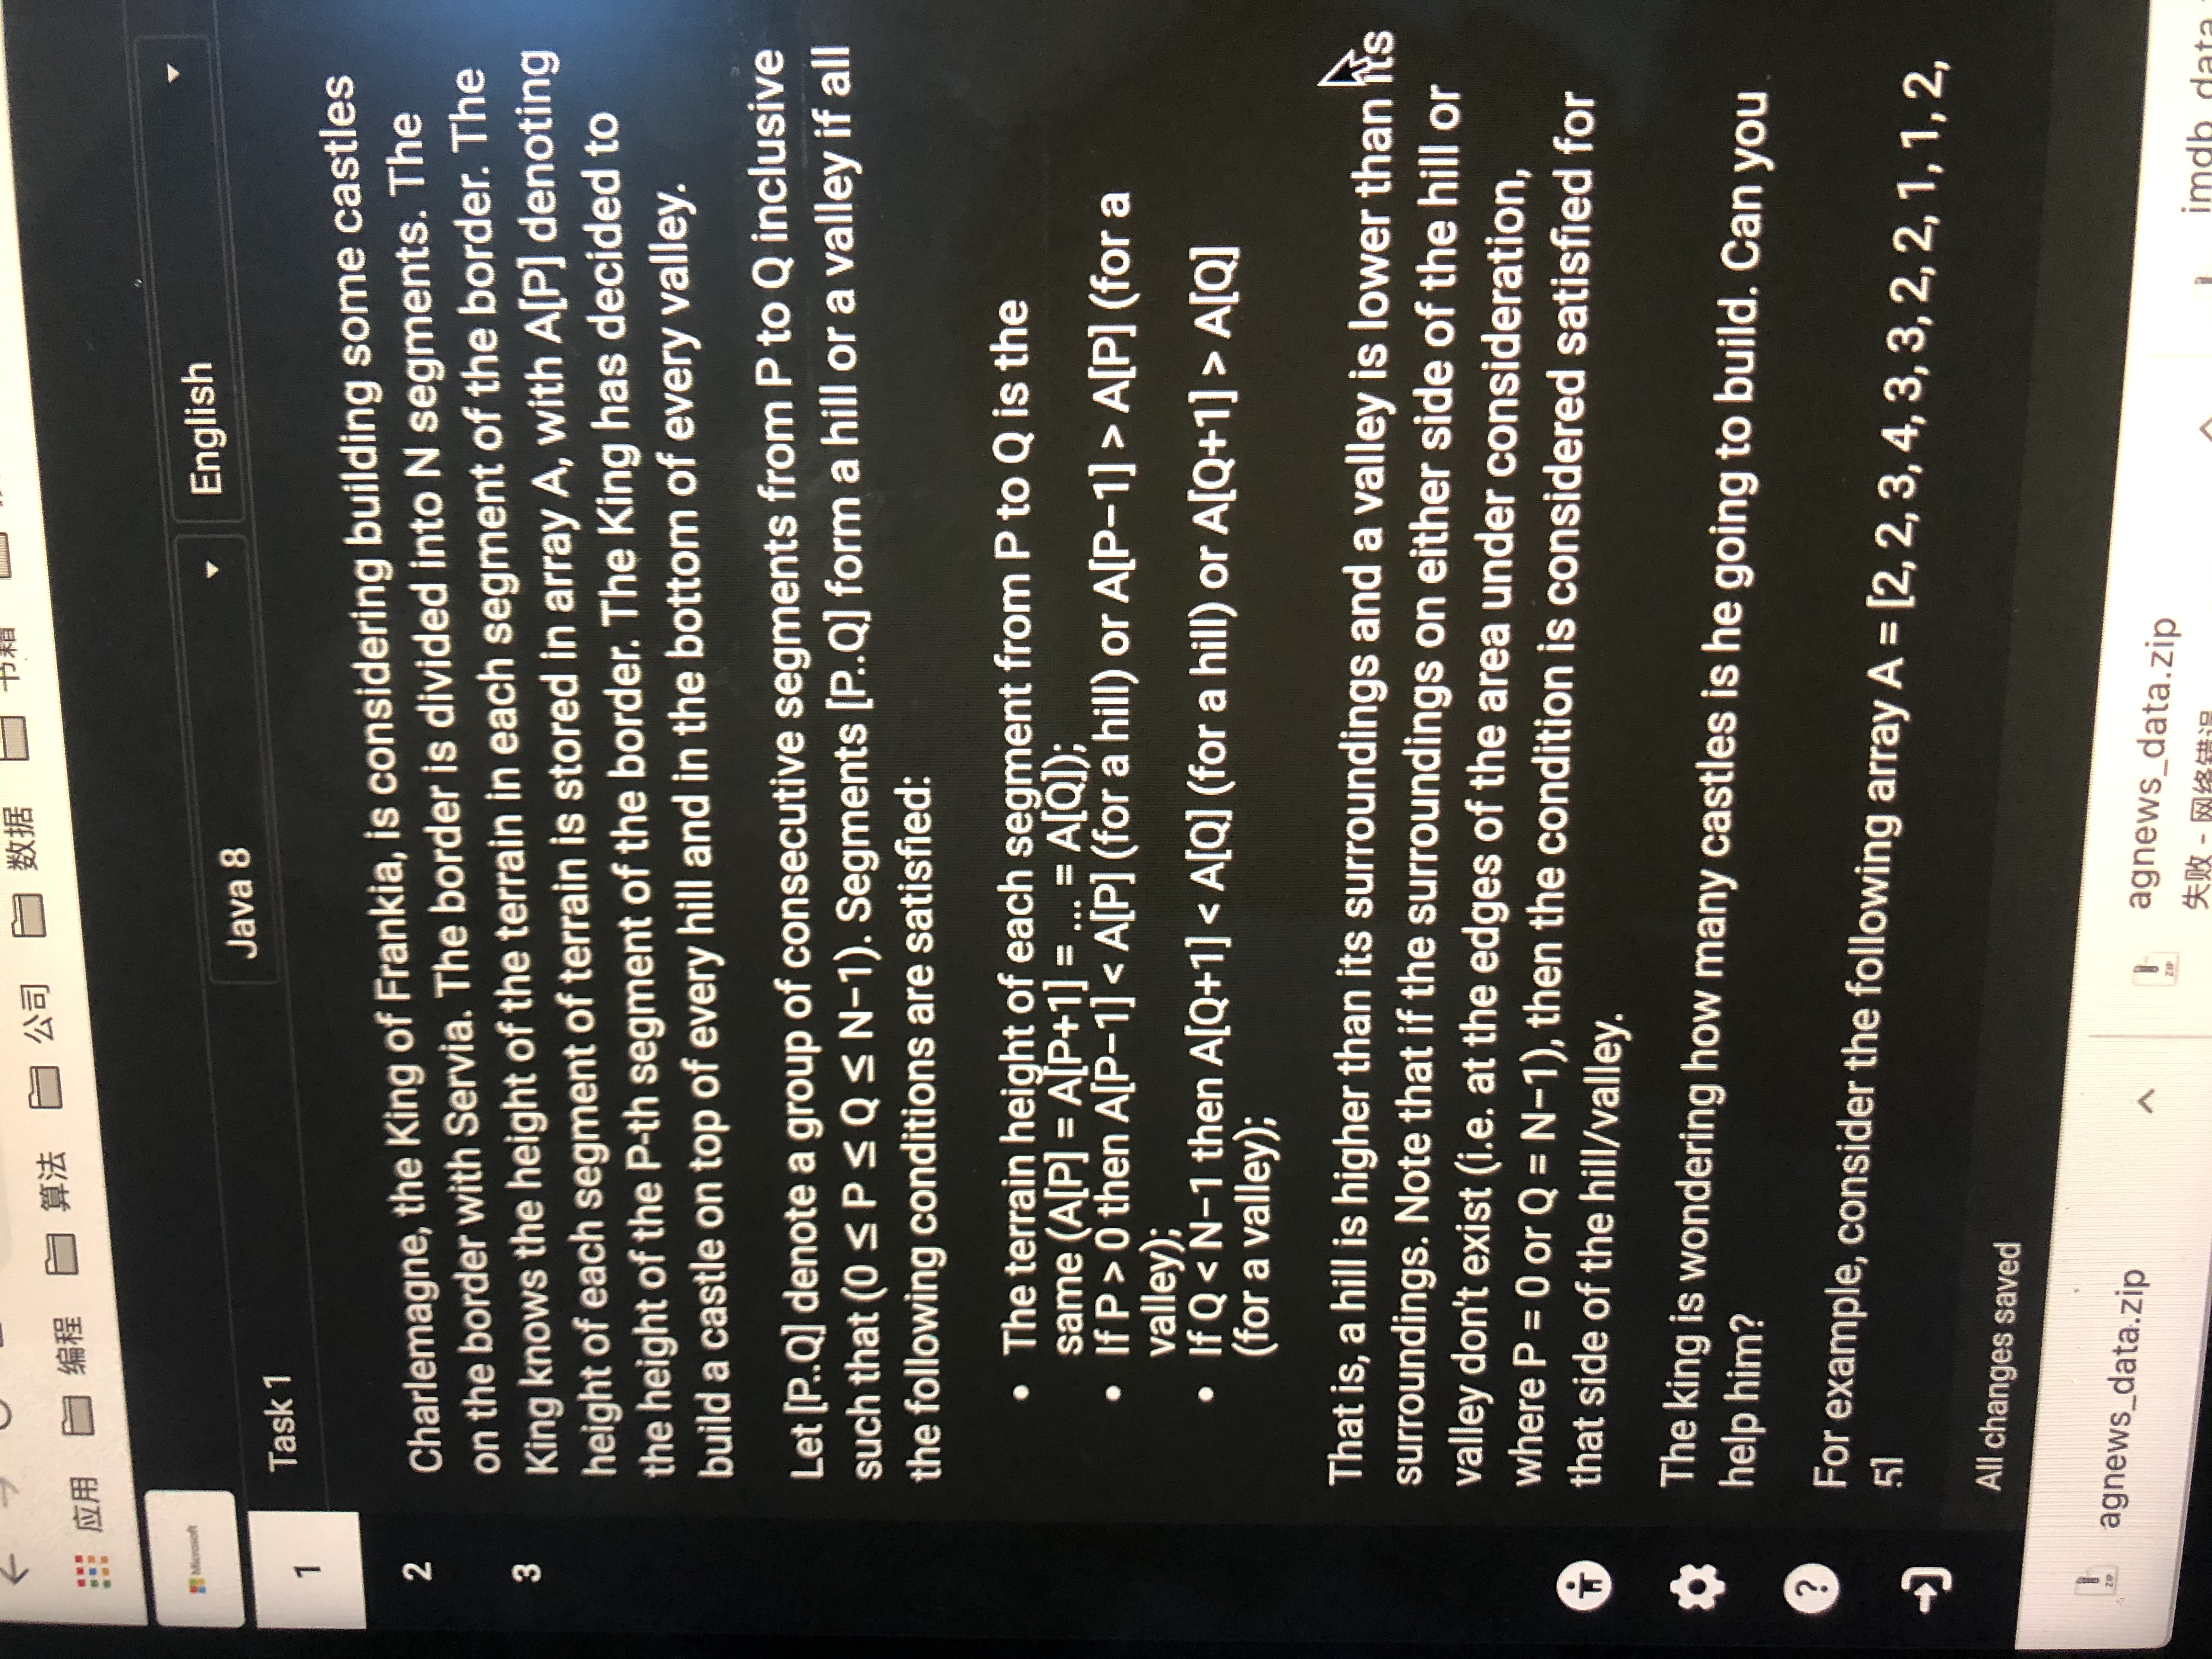 应用 编程 算法 公司 数据 书籍
Microsoft
Java 8 English
1 Task 1
2
3
Charlemagne, the King of Frankia, is considering building some castles
on the border with Servia. The border is divided into N segments. The
King knows the height of the terrain in each segment of the border. The
height of each segment of terrain is stored in array A, with A[P] denoting
the height of the P-th segment of the border. The King has decided to
build a castle on top of every hill and in the bottom of every valley.
Let [P..Q] denote a group of consecutive segments from P to Q inclusive
such that (0 ≤ P ≤ Q ≤ N−1). Segments [P..Q] form a hill or a valley if all
the following conditions are satisfied:
• The terrain height of each segment from P to Q is the
same (A[P] = A[P+1] = ... = A[Q]);
• If P > 0 then A[P−1] < A[P] (for a hill) or A[P−1] > A[P] (for a
valley);
• If Q < N−1 then A[Q+1] < A[Q] (for a hill) or A[Q+1] > A[Q]
(for a valley);
That is, a hill is higher than its surroundings and a valley is lower than its
surroundings. Note that if the surroundings on either side of the hill or
valley don't exist (i.e. at the edges of the area under consideration,
where P = 0 or Q = N−1), then the condition is considered satisfied for
that side of the hill/valley.
The king is wondering how many castles is he going to build. Can you
help him?
For example, consider the following array A = [2, 2, 3, 4, 3, 3, 2, 2, 1, 1, 2,
5]
All changes saved
ZIP agnews_data.zip
ZIP agnews_data.zip
失败 - 网络错误
imdb_data